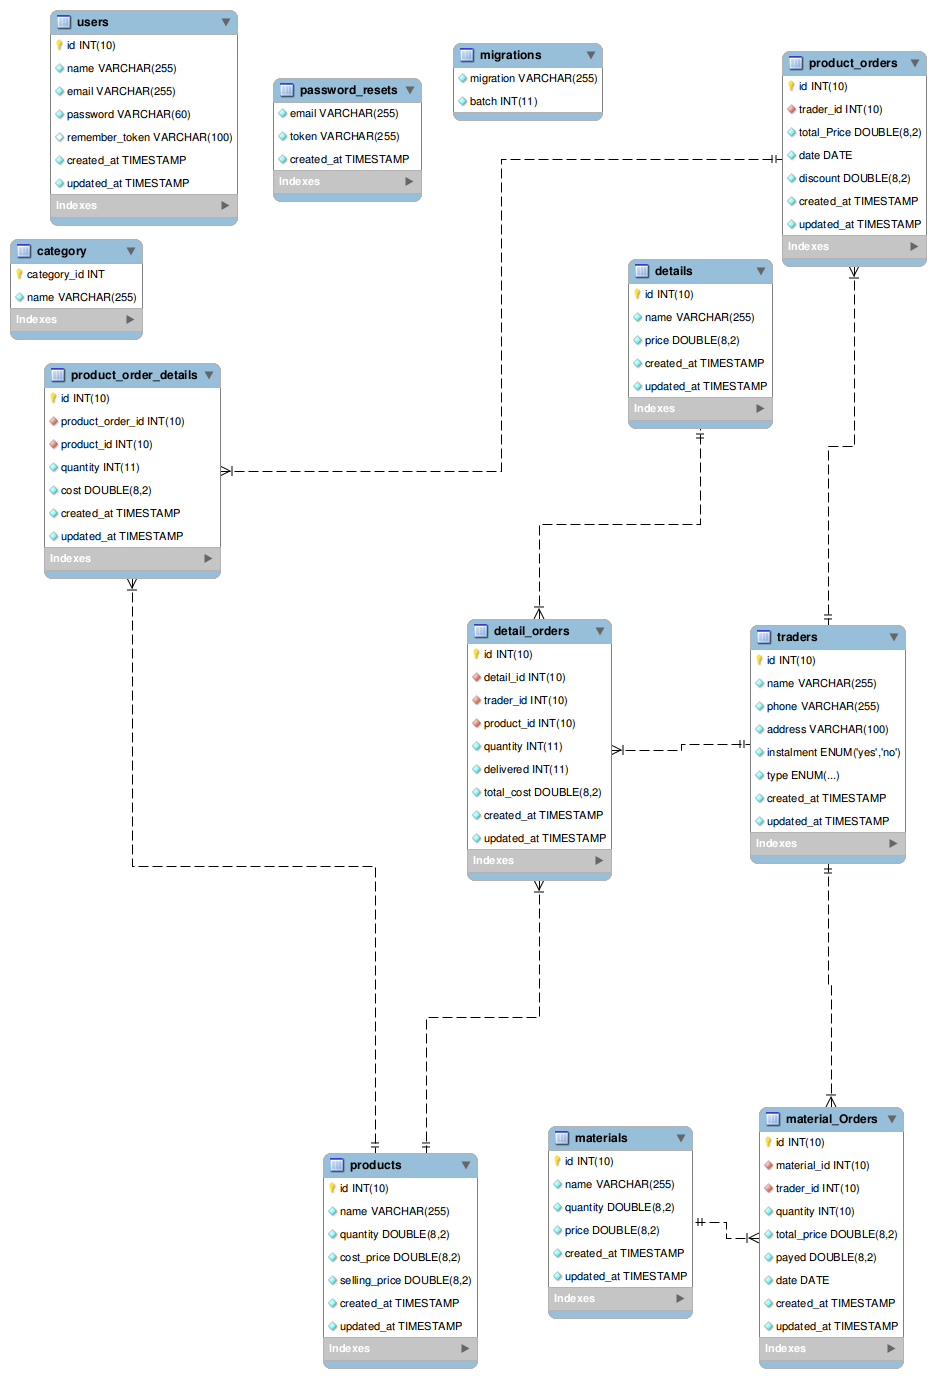 users
id INT(10)
name VARCHAR(255)
email VARCHAR(255)
password VARCHAR(60)
remember_token VARCHAR(100)
created_at TIMESTAMP
updated_at TIMESTAMP
Indexes
password_resets
email VARCHAR(255)
token VARCHAR(255)
created_at TIMESTAMP
Indexes
migrations
migration VARCHAR(255)
batch INT(11)
product_orders
id INT(10)
trader_id INT(10)
total_Price DOUBLE(8,2)
date DATE
discount DOUBLE(8,2)
created_at TIMESTAMP
updated_at TIMESTAMP
Indexes
category
category_id INT
name VARCHAR(255)
Indexes
details
id INT(10)
name VARCHAR(255)
price DOUBLE(8,2)
created_at TIMESTAMP
updated_at TIMESTAMP
Indexes
product_order_details
id INT(10)
product_order_id INT(10)
product_id INT(10)
quantity INT(11)
cost DOUBLE(8,2)
created_at TIMESTAMP
updated_at TIMESTAMP
Indexes
detail_orders
id INT(10)
detail_id INT(10)
trader_id INT(10)
product_id INT(10)
quantity INT(11)
delivered INT(11)
total_cost DOUBLE(8,2)
created_at TIMESTAMP
updated_at TIMESTAMP
Indexes
traders
id INT(10)
name VARCHAR(255)
phone VARCHAR(255)
address VARCHAR(100)
instalment ENUM('yes','no')
type ENUM(...)
created_at TIMESTAMP
updated_at TIMESTAMP
Indexes
products
id INT(10)
name VARCHAR(255)
quantity DOUBLE(8,2)
cost_price DOUBLE(8,2)
selling_price DOUBLE(8,2)
created_at TIMESTAMP
updated_at TIMESTAMP
Indexes
materials
id INT(10)
name VARCHAR(255)
quantity DOUBLE(8,2)
price DOUBLE(8,2)
created_at TIMESTAMP
updated_at TIMESTAMP
Indexes
material_Orders
id INT(10)
material_id INT(10)
trader_id INT(10)
quantity INT(10)
total_price DOUBLE(8,2)
payed DOUBLE(8,2)
date DATE
created_at TIMESTAMP
updated_at TIMESTAMP
Indexes